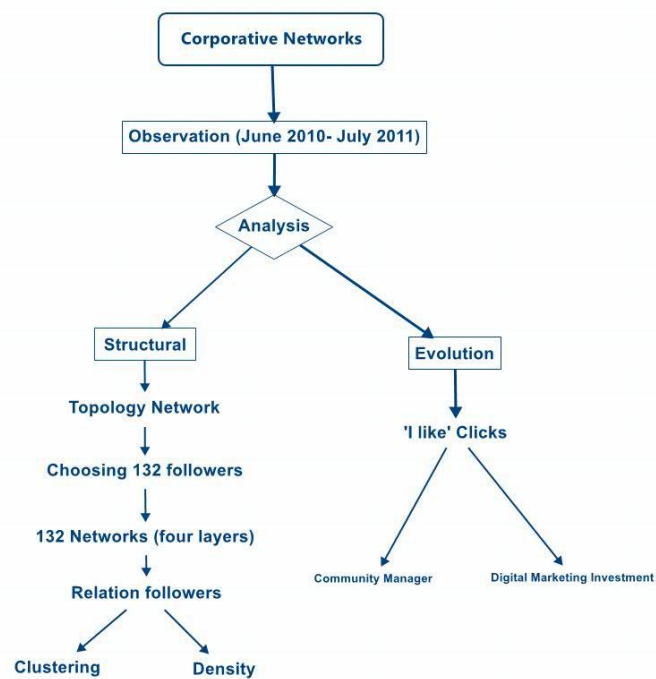 Corporative Networks
Observation (June 2010- July 2011)
Analysis
Structural
Evolution
Topology Network
'I like' Clicks
Choosing 132 followers
132 Networks (four layers)
Community Manager
Digital Marketing Investment
Relation followers
Clustering
Density